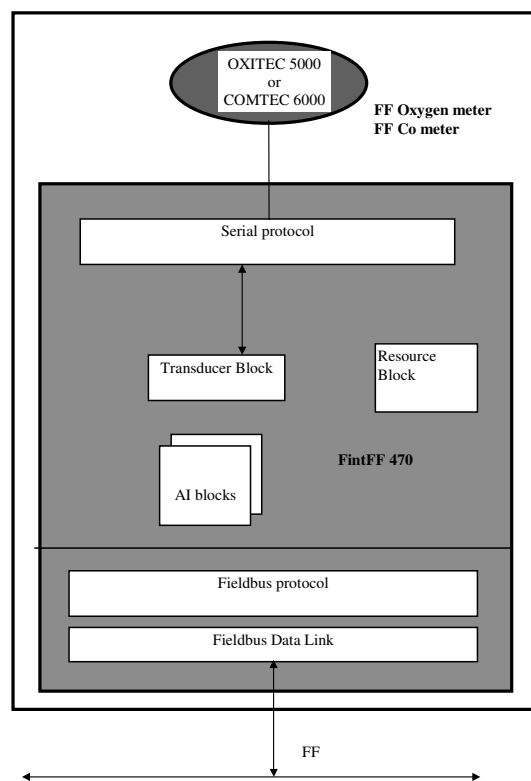 OXITEC 5000
or
COMTEC 6000
FF Oxygen meter
FF Co meter
Serial protocol
Transducer Block
Resource
Block
FintFF 470
AI blocks
Fieldbus protocol
Fieldbus Data Link
FF